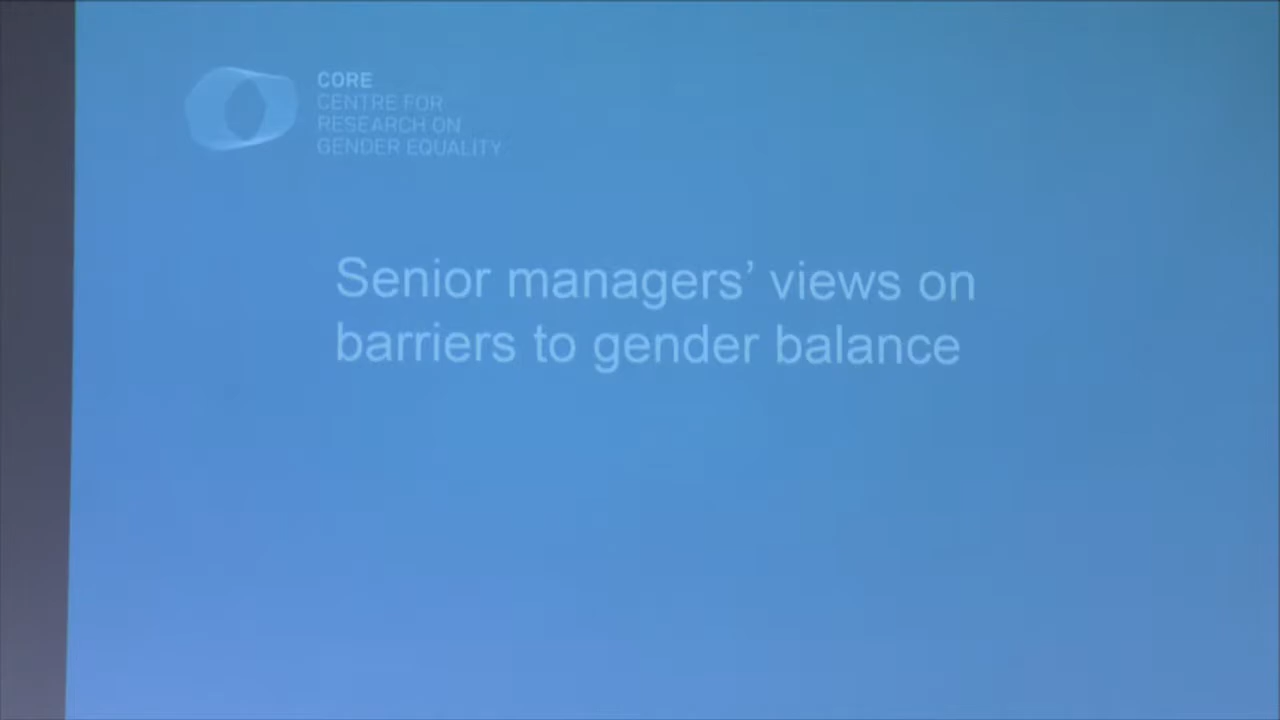 CORE
CENTRE FOR
RESEARCH ON
GENDER EQUALITY
Senior managers’ views on
barriers to gender balance